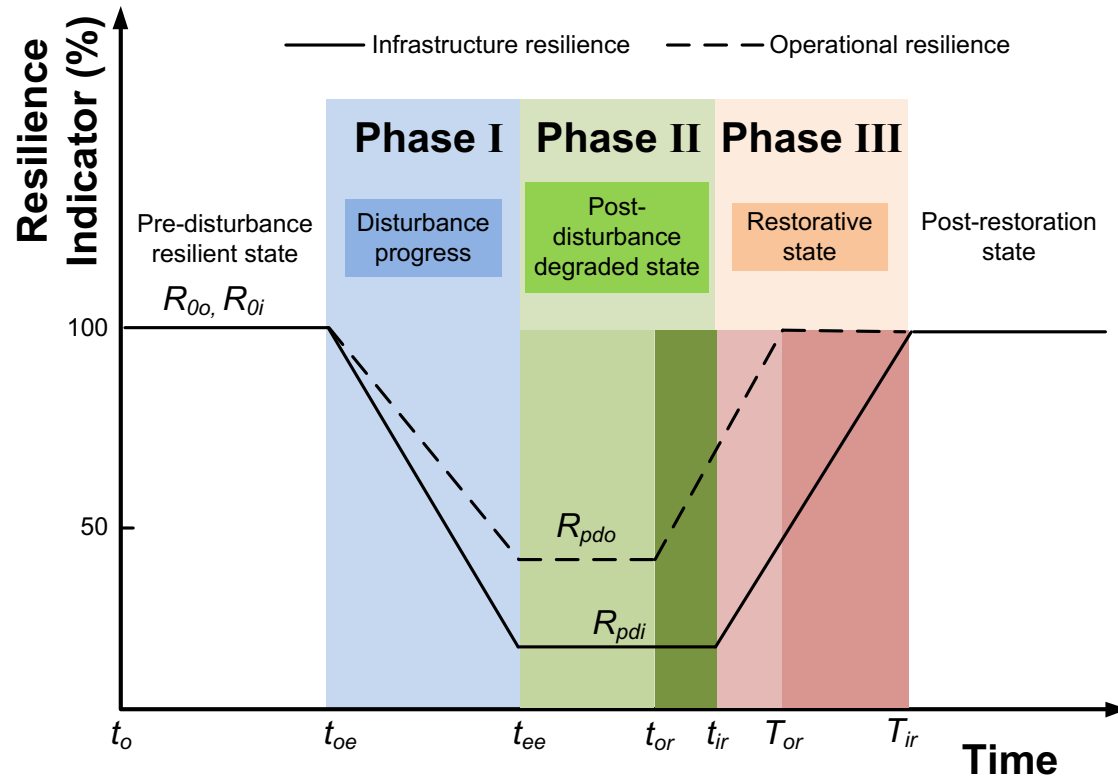 Resilience
Indicator (%)
Infrastructure resilience
Operational resilience
Phase I
Phase II
Phase III
Pre-disturbance
resilient state
Disturbance
progress
Post-
disturbance
degraded state
Restorative
state
Post-restoration
state
R0o, R0i
100
50
Rpdo
Rpdi
to
toe
tee
tor
tir
Tor
Tir
Time